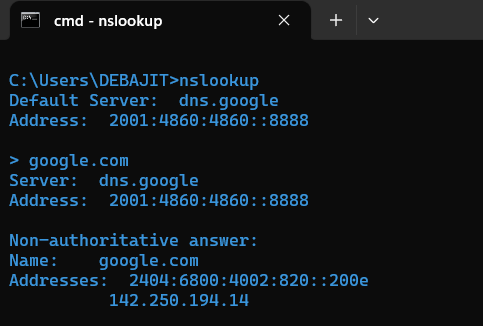 cmd - nslookup
C:\Users\DEBAJIT>nslookup
Default Server:  dns.google
Address:  2001:4860:4860::8888
> google.com
Server:  dns.google
Address:  2001:4860:4860::8888
Non-authoritative answer:
Name:    google.com
Addresses:  2404:6800:4002:820::200e
          142.250.194.14